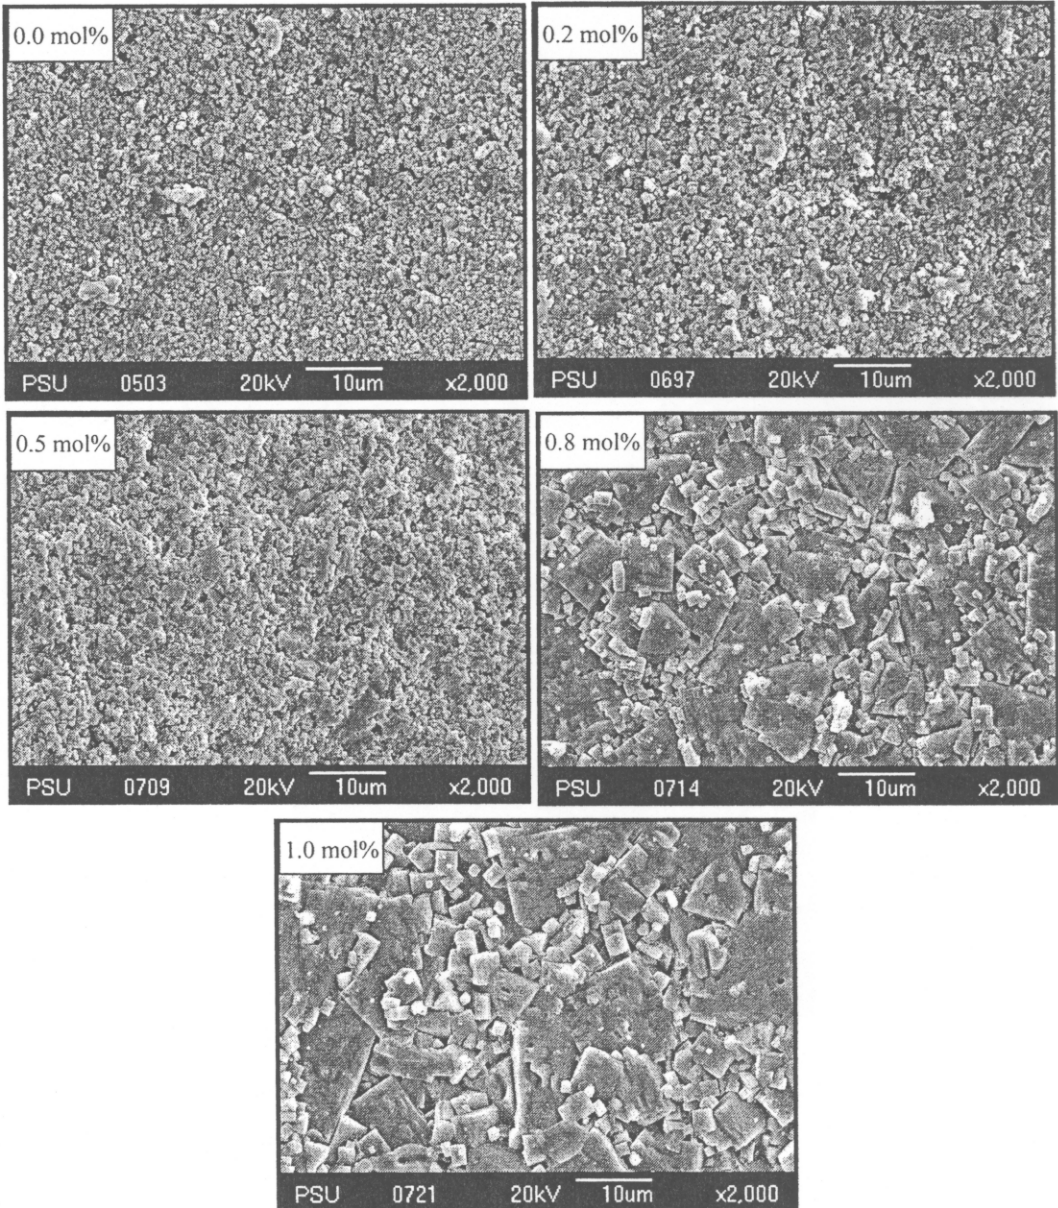 0.0 mol%
PSU 0503 20kV 10um x2,000
0.2 mol%
PSU 0697 20kV 10um x2,000
0.5 mol%
PSU 0709 20kV 10um x2,000
0.8 mol%
PSU 0714 20kV 10um x2,000
1.0 mol%
PSU 0721 20kV 10um x2,000